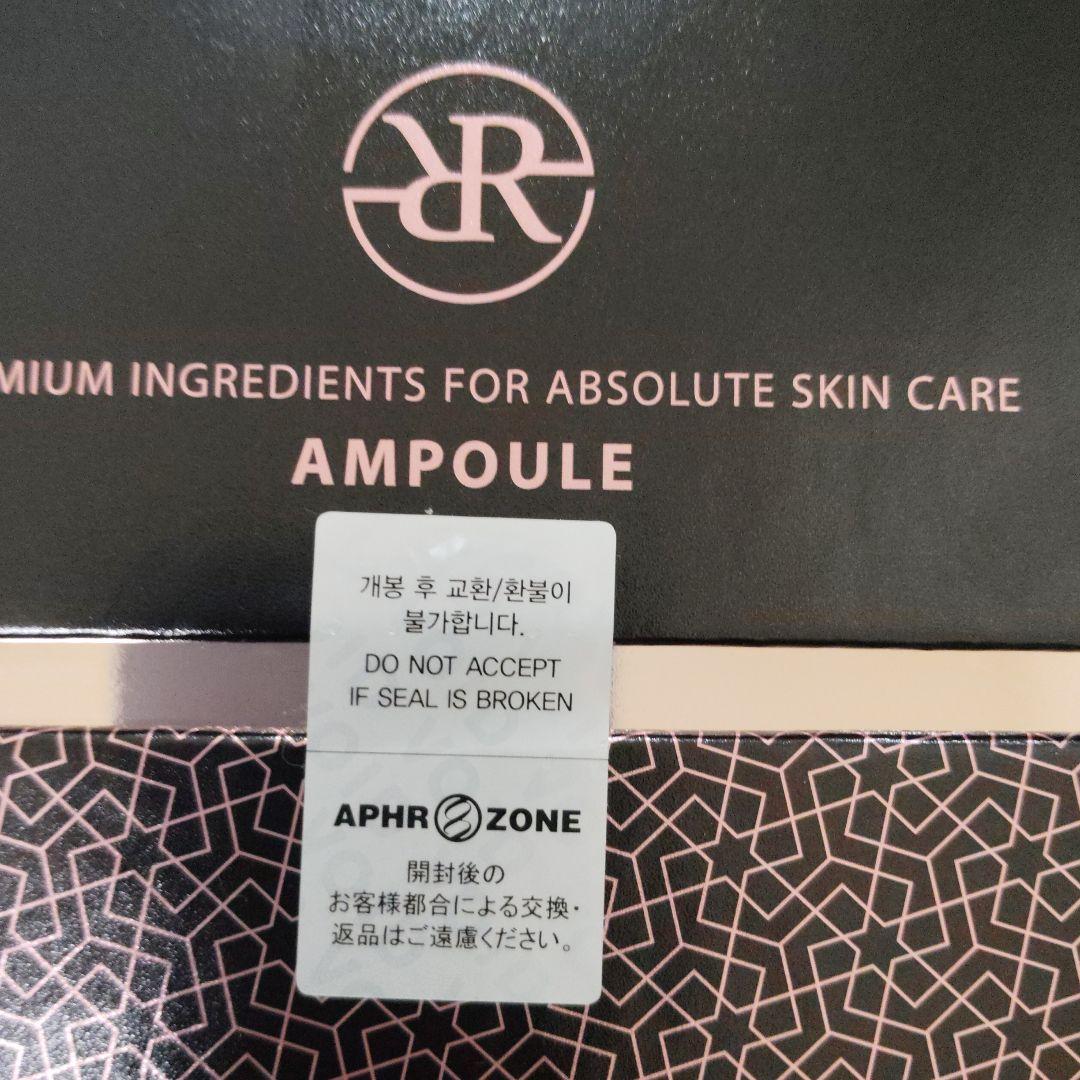 RR
MIUM INGREDIENTS FOR ABSOLUTE SKIN CARE
AMPOULE
개봉 후 교환/환불이
불가합니다.
DO NOT ACCEPT
IF SEAL IS BROKEN
APHROZONE
開封後の
お客様都合による交換・
返品はご遠慮ください。